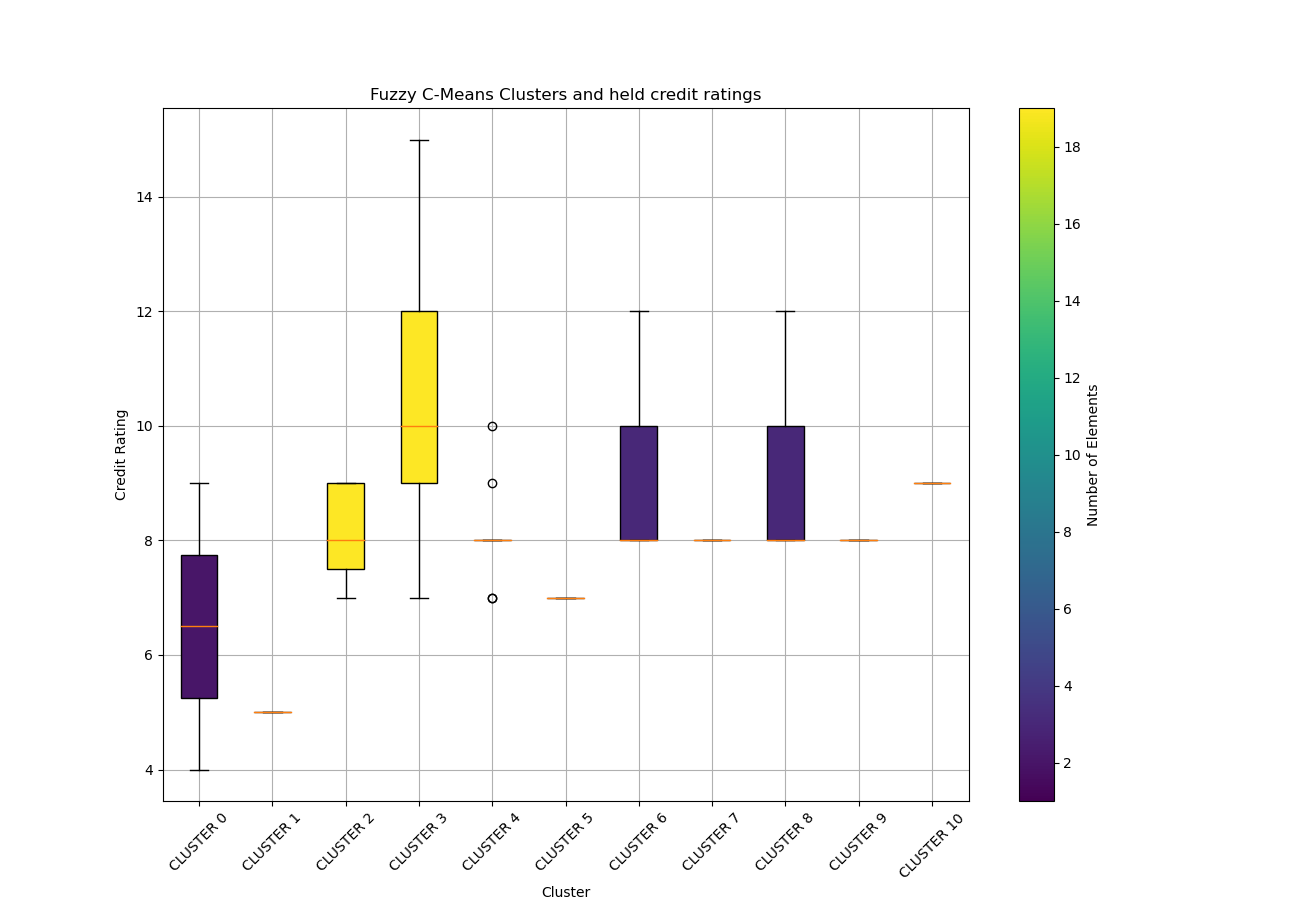 Fuzzy C-Means Clusters and held credit ratings
Credit Rating
14
12
10
8
6
4
CLUSTER 0
CLUSTER 1
CLUSTER 2
CLUSTER 3
CLUSTER 4
CLUSTER 5
CLUSTER 6
CLUSTER 7
CLUSTER 8
CLUSTER 9
CLUSTER 10
Cluster
18
16
14
12
10
8
6
4
2
Number of Elements